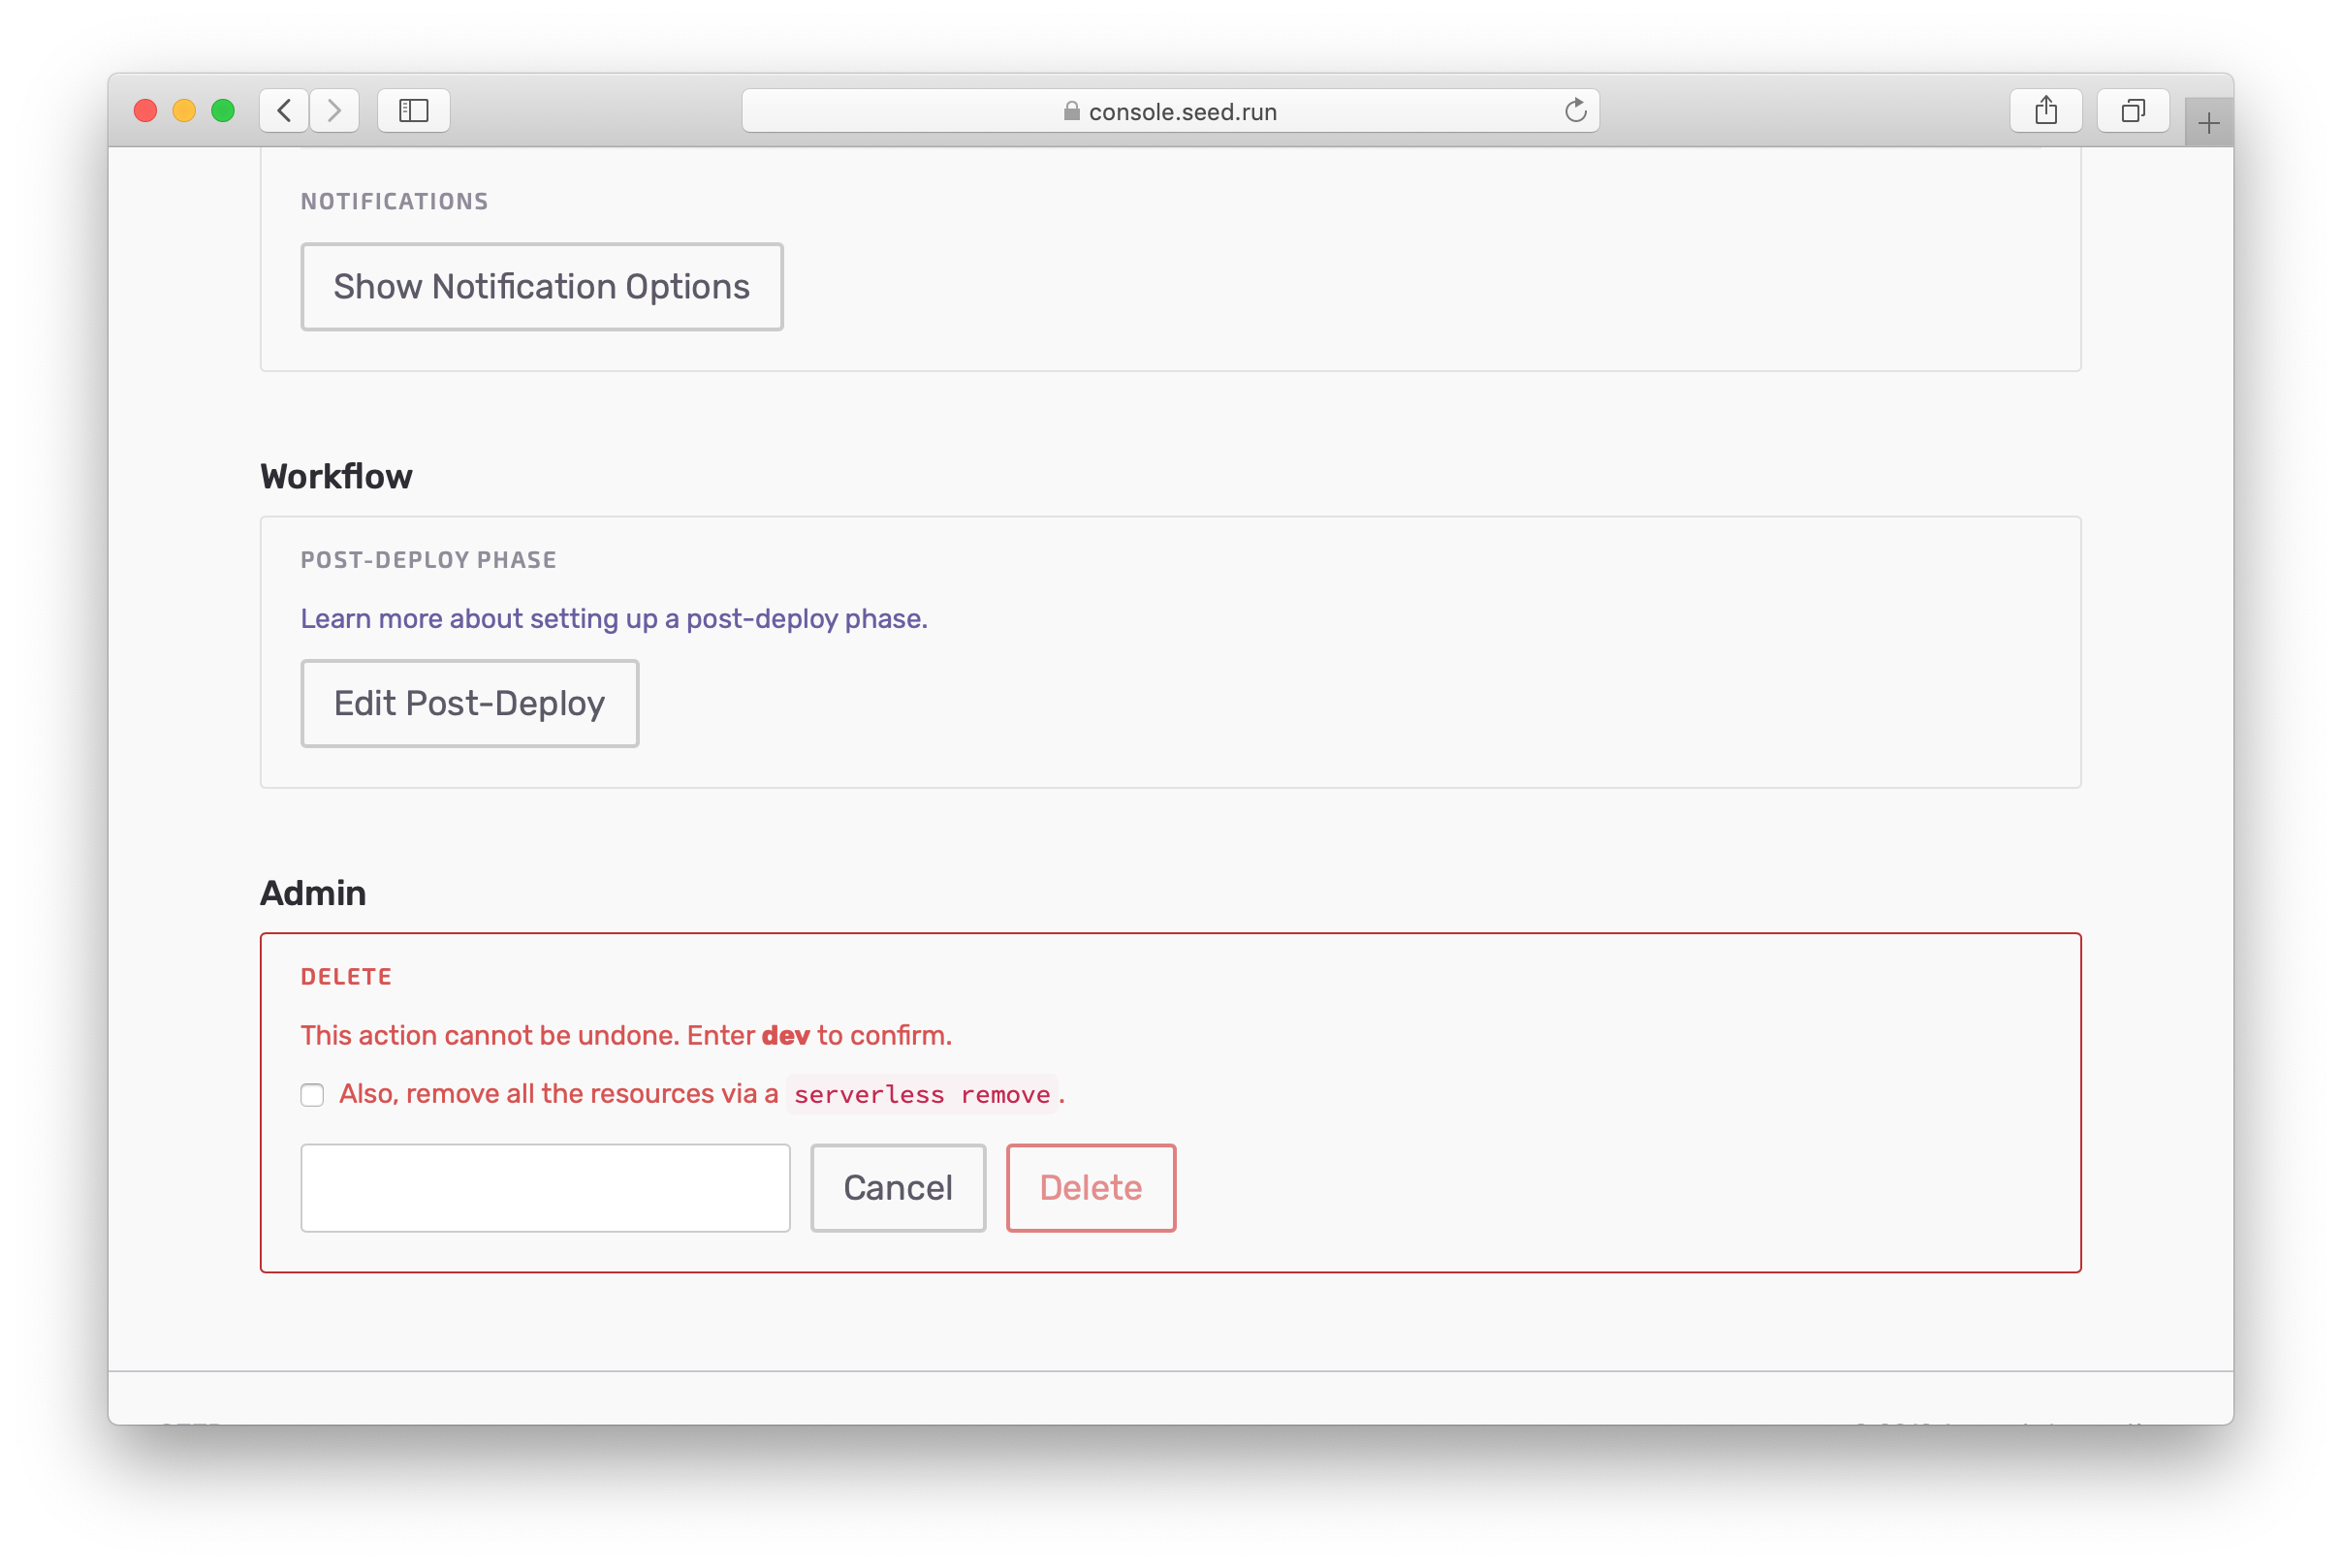 console.seed.run
NOTIFICATIONS
Show Notification Options
Workflow
POST-DEPLOY PHASE
Learn more about setting up a post-deploy phase.
Edit Post-Deploy
Admin
DELETE
This action cannot be undone. Enter dev to confirm.
Also, remove all the resources via a serverless remove.
Cancel
Delete